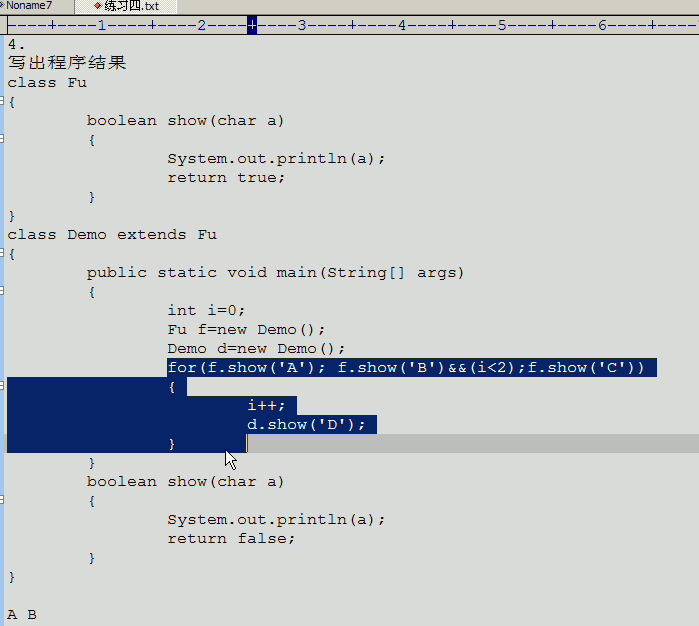 Noname7 练习四.txt
----+----1----+----2----+----3----+----4----+----5----+----6----+---
4.
写出程序结果
class Fu
{
boolean show(char a)
{
System.out.println(a);
return true;
}
}
class Demo extends Fu
{
public static void main(String[] args)
{
int i=0;
Fu f=new Demo();
Demo d=new Demo();
for(f.show('A'); f.show('B')&&(i<2);f.show('C'))
{
i++;
d.show('D');
}
}
boolean show(char a)
{
System.out.println(a);
return false;
}
}
A B